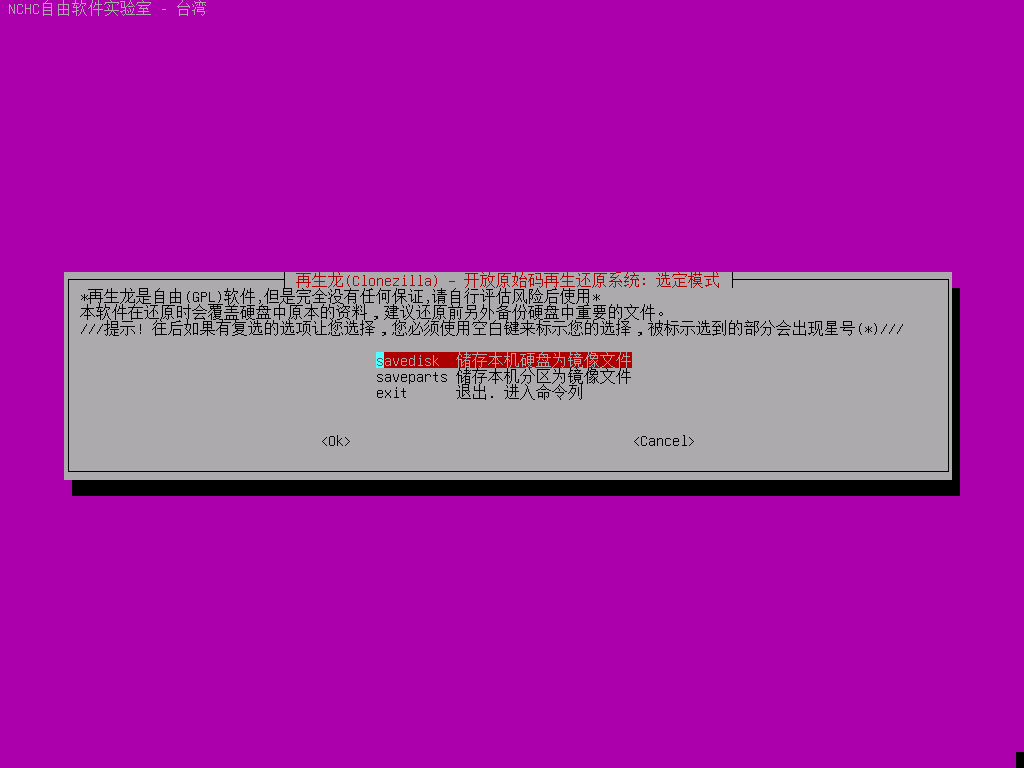 NCHC自由软件实验室 - 台湾
再生龙(Clonezilla) - 开放原始码再生还原系统: 选定模式
*再生龙是自由(GPL)软件,但是完全没有任何保证,请自行评估风险后使用*
本软件在还原时会覆盖硬盘中原本的资料,建议还原前另外备份硬盘中重要的文件。
///提示! 往后如果有复选的选项让您选择,您必须使用空白键来标示您的选择,被标示选到的部分会出现星号(*)///
savedisk 储存本机硬盘为镜像文件
saveparts 储存本机分区为镜像文件
exit 退出. 进入命令列
<Ok> <Cancel>